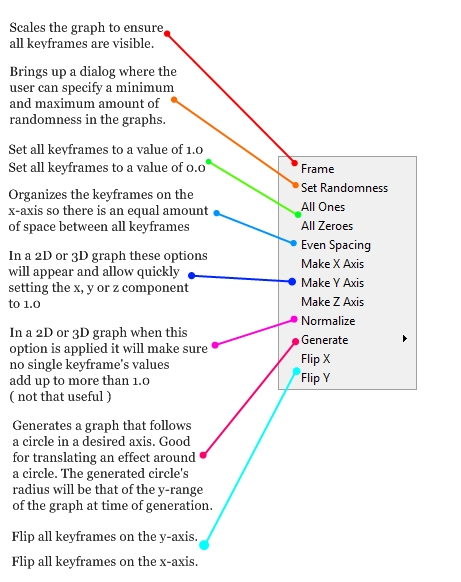 Scales the graph to ensure
all keyframes are visible.
Brings up a dialog where the
user can specify a minimum
and maximum amount of
randomness in the graphs.
Set all keyframes to a value of 1.0
Set all keyframes to a value of 0.0
Organizes the keyframes on the
x-axis so there is an equal amount
of space between all keyframes
In a 2D or 3D graph these options
will appear and allow quickly
setting the x, y or z component
to 1.0
In a 2D or 3D graph when this
option is applied it will make sure
no single keyframe's values
add up to more than 1.0
( not that useful )
Generates a graph that follows
a circle in a desired axis. Good
for translating an effect around
a circle. The generated circle's
radius will be that of the y-range
of the graph at time of generation.
Flip all keyframes on the y-axis.
Flip all keyframes on the x-axis.
Frame
Set Randomness
All Ones
All Zeroes
Even Spacing
Make X Axis
Make Y Axis
Make Z Axis
Normalize
Generate
Flip X
Flip Y